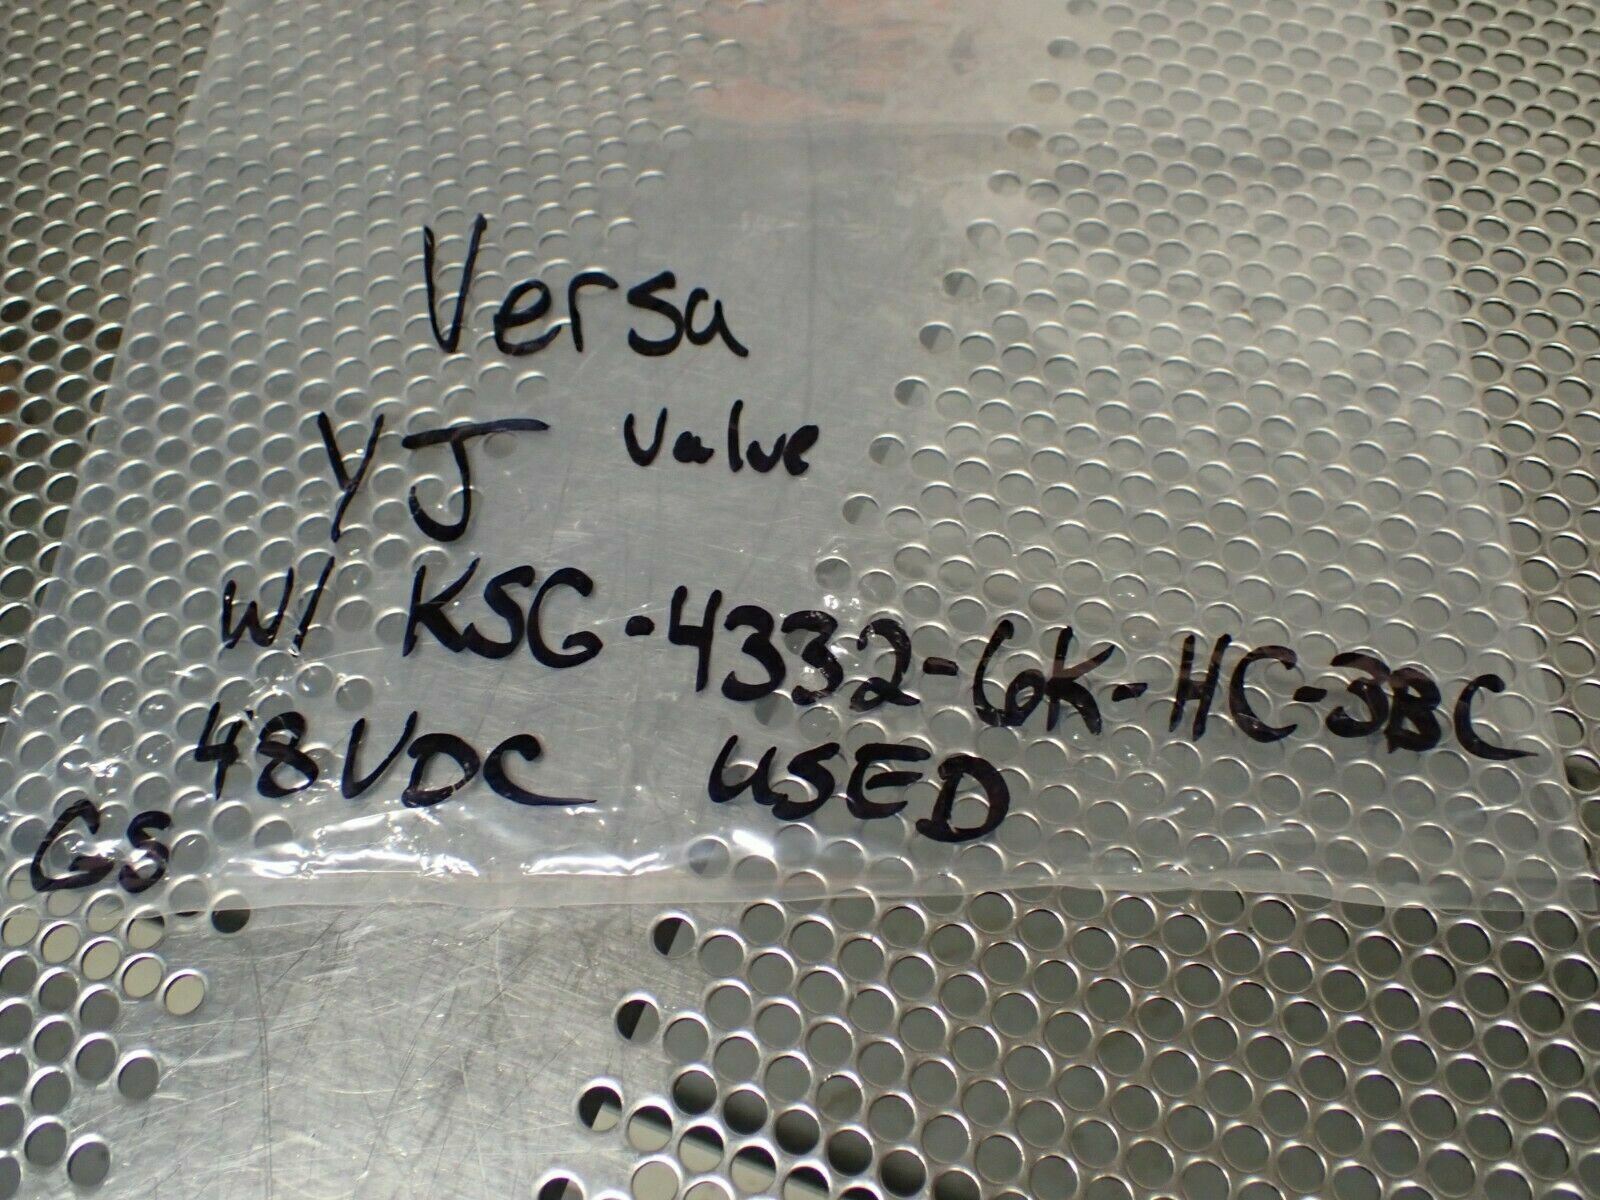 Versa
YJ Valve
W/ KSG-4332-6K-HC-3BC
48VDC USED
GS